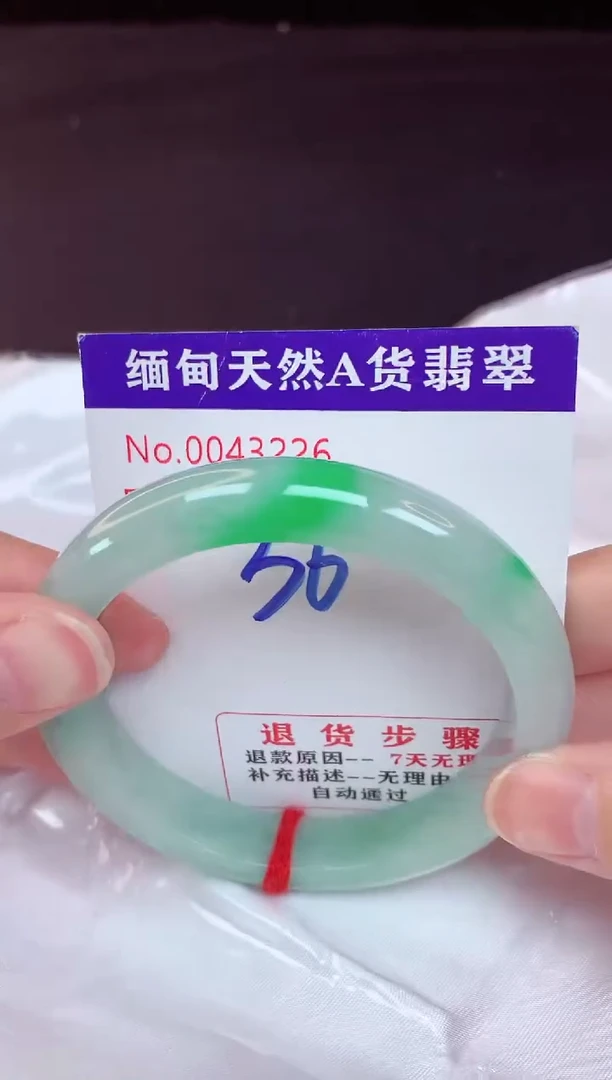 缅甸天然A货翡翠
No.0043226
56
退货步骤
退款原因--7天无理
补充描述--无理由
自动通过